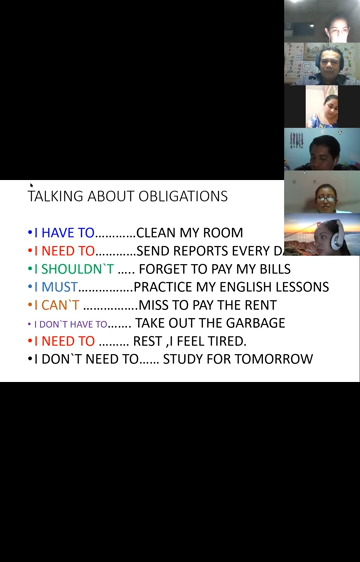 TALKING ABOUT OBLIGATIONS
•I HAVE TO…………CLEAN MY ROOM
•I NEED TO…………SEND REPORTS EVERY
•I SHOULDN`T ….. FORGET TO PAY MY BILLS
•I MUST……………..PRACTICE MY ENGLISH LESSONS
•I CAN`T ……………..MISS TO PAY THE RENT
• I DON`T HAVE TO……. TAKE OUT THE GARBAGE
•I NEED TO ……… REST ,I FEEL TIRED.
•I DON`T NEED TO…… STUDY FOR TOMORROW